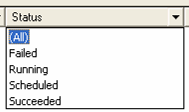 Status
(All)
Failed
Running
Scheduled
Succeeded